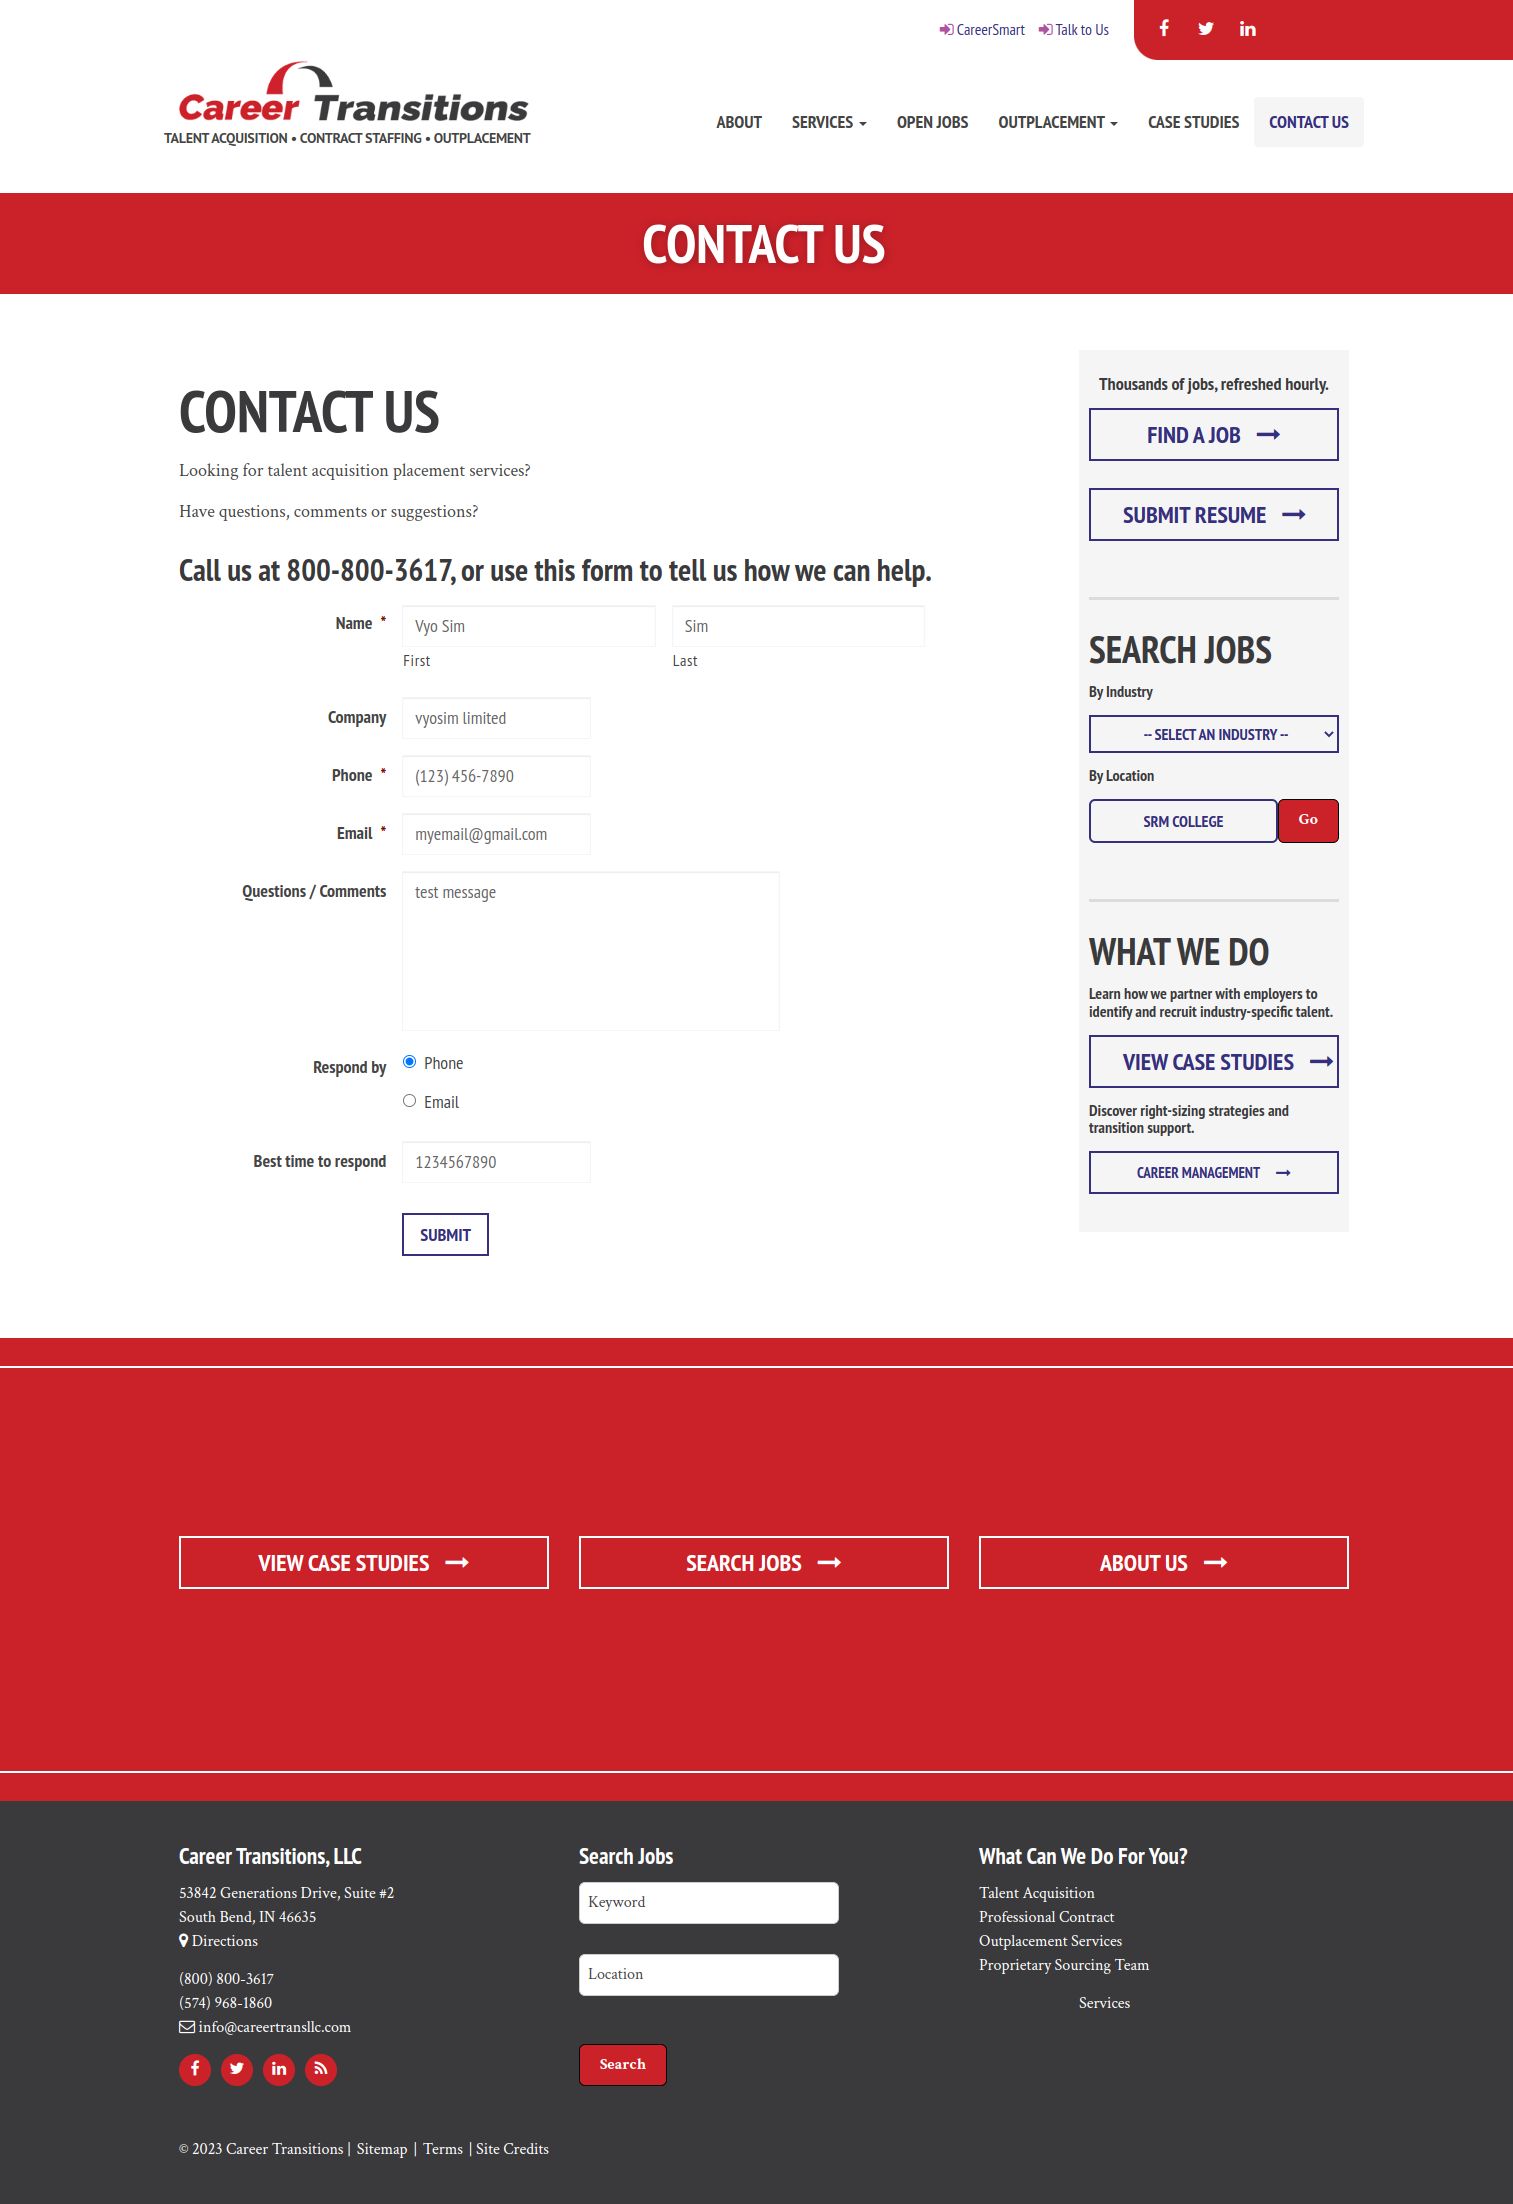 CareerSmart Talk to Us
Career Transitions
TALENT ACQUISITION • CONTRACT STAFFING • OUTPLACEMENT
ABOUT SERVICES OPEN JOBS OUTPLACEMENT CASE STUDIES CONTACT US
CONTACT US
CONTACT US
Looking for talent acquisition placement services?
Have questions, comments or suggestions?
Call us at 800-800-3617, or use this form to tell us how we can help.
Name * Vyo Sim Sim
First Last
Company vyosim limited
Phone * (123) 456-7890
Email * myemail@gmail.com
Questions / Comments test message
Respond by Phone
Email
Best time to respond 1234567890
SUBMIT
Thousands of jobs, refreshed hourly.
FIND A JOB
SUBMIT RESUME
SEARCH JOBS
By Industry
-- SELECT AN INDUSTRY --
By Location
SRM COLLEGE Go
WHAT WE DO
Learn how we partner with employers to
identify and recruit industry-specific talent.
VIEW CASE STUDIES
Discover right-sizing strategies and
transition support.
CAREER MANAGEMENT
VIEW CASE STUDIES SEARCH JOBS ABOUT US
Career Transitions, LLC
53842 Generations Drive, Suite #2
South Bend, IN 46635
Directions
(800) 800-3617
(574) 968-1860
info@careertransllc.com
Search Jobs
Keyword
Location
Search
What Can We Do For You?
Talent Acquisition
Professional Contract
Outplacement Services
Proprietary Sourcing Team
Services
© 2023 Career Transitions | Sitemap | Terms | Site Credits